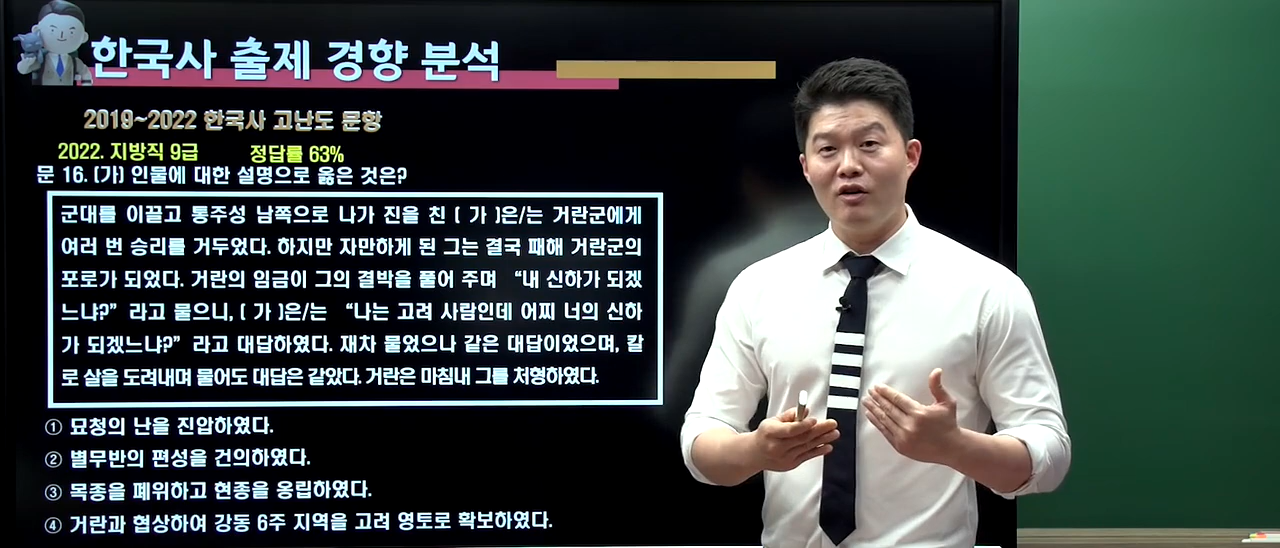 한국사 출제 경향 분석
2019~2022 한국사 고난도 문항
2022. 지방직 9급 정답률 63%
문 16. (가) 인물에 대한 설명으로 옳은 것은?
군대를 이끌고 통주성 남쪽으로 나가 진을 친 ( 가 )은/는 거란군에게
여러 번 승리를 거두었다. 하지만 자만하게 된 그는 결국 패해 거란군의
포로가 되었다. 거란의 임금이 그의 결박을 풀어 주며 “내 신하가 되겠
느냐?” 라고 물으니, ( 가 )은/는 “나는 고려 사람인데 어찌 너의 신하
가 되겠느냐?” 라고 대답하였다. 재차 물었으나 같은 대답이었으며, 칼
로 살을 도려내며 물어도 대답은 같았다. 거란은 마침내 그를 처형하였다.
① 묘청의 난을 진압하였다.
② 별무반의 편성을 건의하였다.
③ 목종을 폐위하고 현종을 옹립하였다.
④ 거란과 협상하여 강동 6주 지역을 고려 영토로 확보하였다.